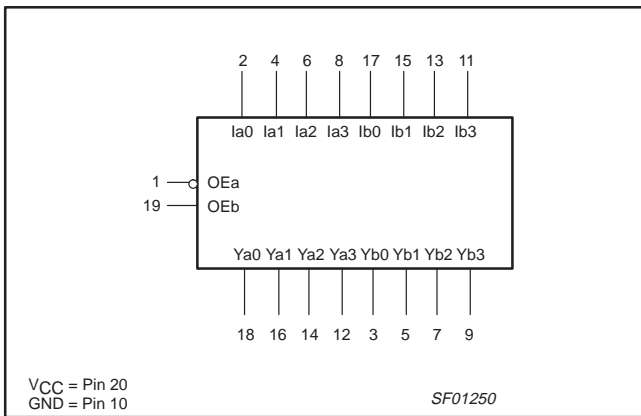 2 4 6 8 17 15 13 11
Ia0 Ia1 Ia2 Ia3 Ib0 Ib1 Ib2 Ib3
1 OEa
19 OEb
Ya0 Ya1 Ya2 Ya3 Yb0 Yb1 Yb2 Yb3
18 16 14 12 3 5 7 9
VCC = Pin 20
GND = Pin 10
SF01250